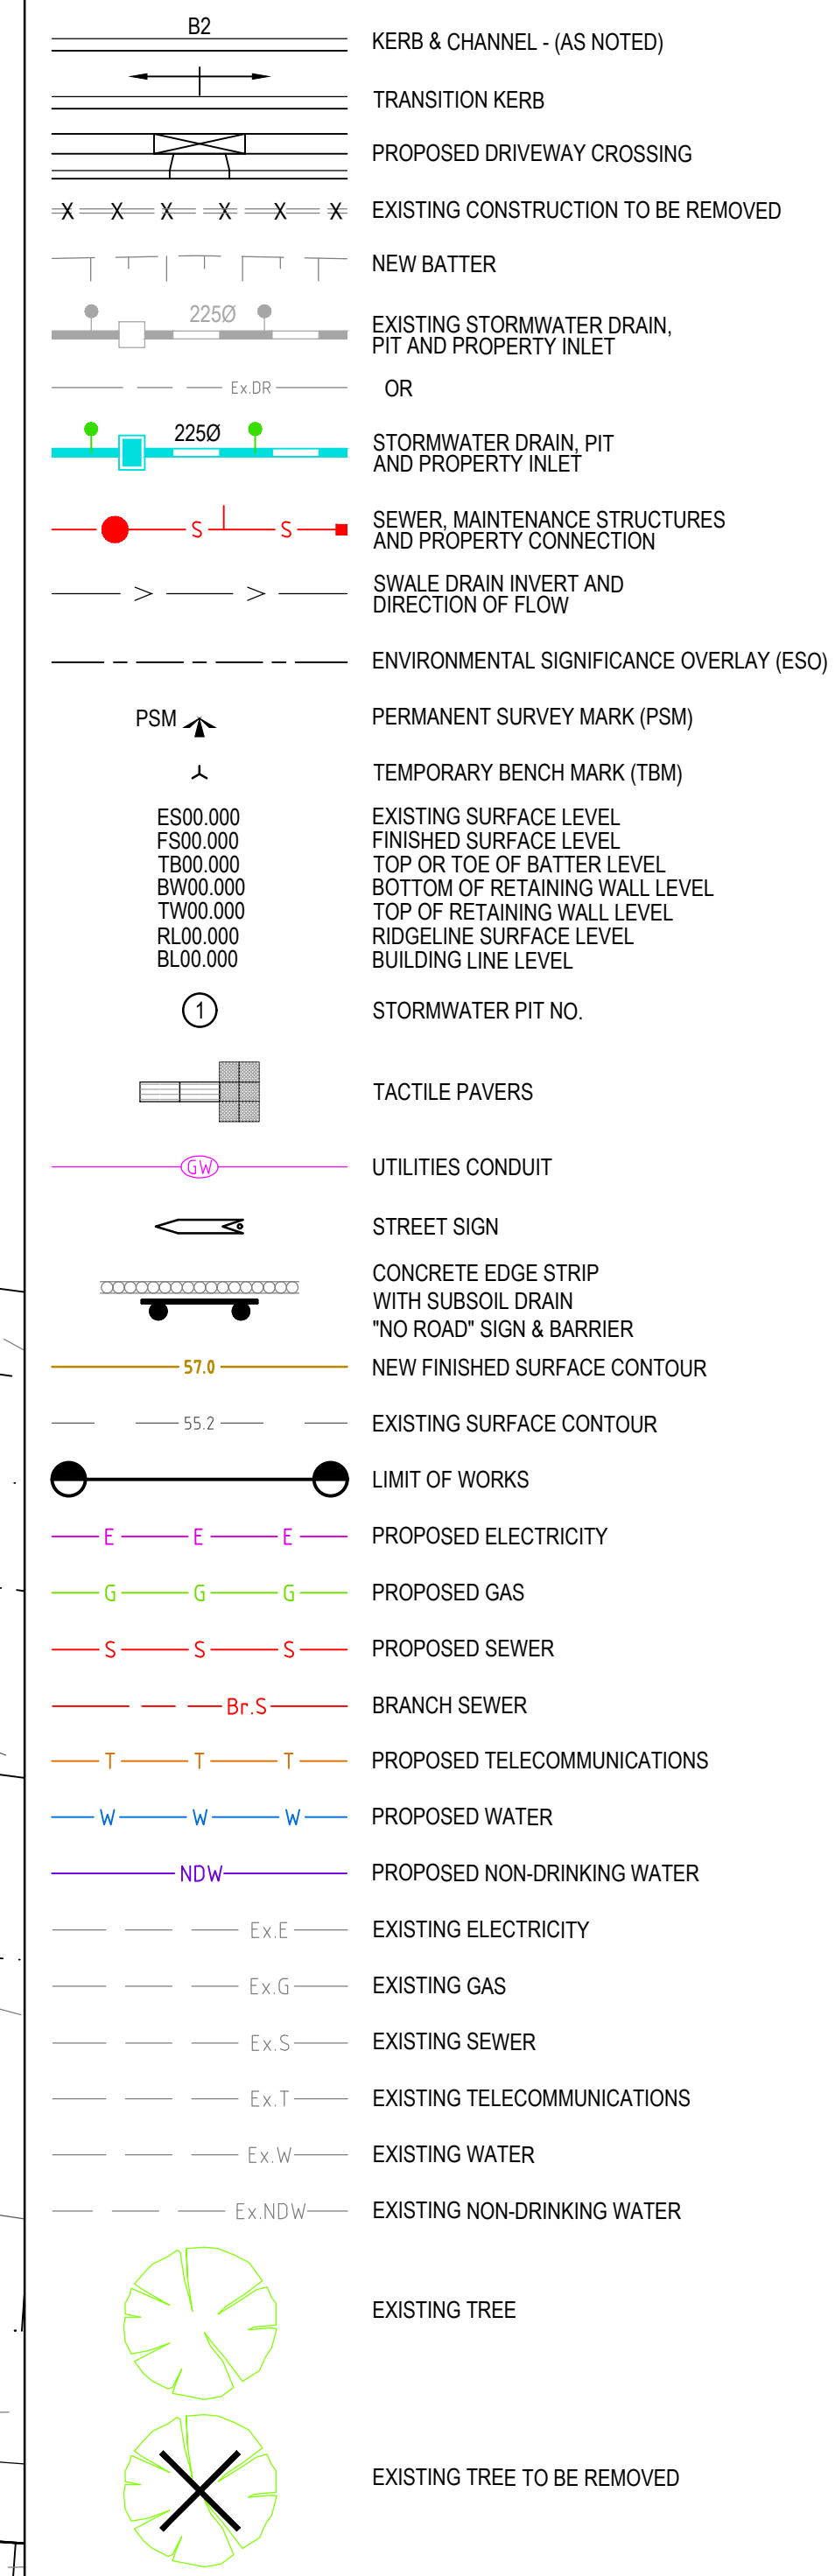 B2
KERB & CHANNEL - (AS NOTED)
TRANSITION KERB
PROPOSED DRIVEWAY CROSSING
X X X X X X
EXISTING CONSTRUCTION TO BE REMOVED
NEW BATTER
225Ø
EXISTING STORMWATER DRAIN,
PIT AND PROPERTY INLET
Ex.DR
OR
225Ø
STORMWATER DRAIN, PIT
AND PROPERTY INLET
S S
SEWER, MAINTENANCE STRUCTURES
AND PROPERTY CONNECTION
SWALE DRAIN INVERT AND
DIRECTION OF FLOW
ENVIRONMENTAL SIGNIFICANCE OVERLAY (ESO)
PSM
PERMANENT SURVEY MARK (PSM)
TEMPORARY BENCH MARK (TBM)
ES00.000 EXISTING SURFACE LEVEL
FS00.000 FINISHED SURFACE LEVEL
TB00.000 TOP OR TOE OF BATTER LEVEL
BW00.000 BOTTOM OF RETAINING WALL LEVEL
TW00.000 TOP OF RETAINING WALL LEVEL
RL00.000 RIDGELINE SURFACE LEVEL
BL00.000 BUILDING LINE LEVEL
1 STORMWATER PIT NO.
TACTILE PAVERS
GW UTILITIES CONDUIT
STREET SIGN
CONCRETE EDGE STRIP
WITH SUBSOIL DRAIN
"NO ROAD" SIGN & BARRIER
57.0 NEW FINISHED SURFACE CONTOUR
55.2 EXISTING SURFACE CONTOUR
LIMIT OF WORKS
E E E PROPOSED ELECTRICITY
G G G PROPOSED GAS
S S S PROPOSED SEWER
Br.S BRANCH SEWER
T T T PROPOSED TELECOMMUNICATIONS
W W W PROPOSED WATER
NDW PROPOSED NON-DRINKING WATER
Ex.E EXISTING ELECTRICITY
Ex.G EXISTING GAS
Ex.S EXISTING SEWER
Ex.T EXISTING TELECOMMUNICATIONS
Ex.W EXISTING WATER
Ex.NDW EXISTING NON-DRINKING WATER
EXISTING TREE
EXISTING TREE TO BE REMOVED